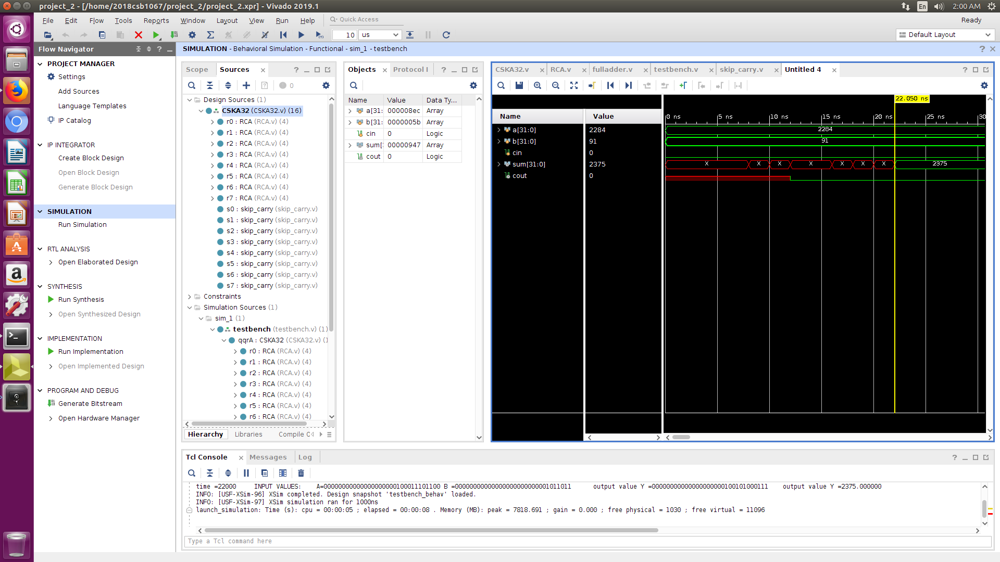 project_2 - [/home/2018csb1067/project_2/project_2.xpr] - Vivado 2019.1
En
2:00 AM
File Edit Flow Tools Reports Window Layout View Run Help
Quick Access
Ready
10 us
Default Layout
Flow Navigator
PROJECT MANAGER
Settings
Add Sources
Language Templates
IP Catalog
IP INTEGRATOR
Create Block Design
Open Block Design
Generate Block Design
SIMULATION
Run Simulation
RTL ANALYSIS
Open Elaborated Design
SYNTHESIS
Run Synthesis
Open Synthesized Design
IMPLEMENTATION
Run Implementation
Open Implemented Design
PROGRAM AND DEBUG
Generate Bitstream
Open Hardware Manager
SIMULATION - Behavioral Simulation - Functional - sim_1 - testbench
Scope Sources
0
Design Sources (1)
CSKA32 (CSKA32.v) (16)
r0 : RCA (RCA.v) (4)
r1 : RCA (RCA.v) (4)
r2 : RCA (RCA.v) (4)
r3 : RCA (RCA.v) (4)
r4 : RCA (RCA.v) (4)
r5 : RCA (RCA.v) (4)
r6 : RCA (RCA.v) (4)
r7 : RCA (RCA.v) (4)
s0 : skip_carry (skip_carry.v)
s1 : skip_carry (skip_carry.v)
s2 : skip_carry (skip_carry.v)
s3 : skip_carry (skip_carry.v)
s4 : skip_carry (skip_carry.v)
s5 : skip_carry (skip_carry.v)
s6 : skip_carry (skip_carry.v)
s7 : skip_carry (skip_carry.v)
Constraints
Simulation Sources (1)
sim_1 (1)
testbench (testbench.v) (1)
qqrA : CSKA32 (CSKA32.v) (1
r0 : RCA (RCA.v) (4)
r1 : RCA (RCA.v) (4)
r2 : RCA (RCA.v) (4)
r3 : RCA (RCA.v) (4)
r4 : RCA (RCA.v) (4)
r5 : RCA (RCA.v) (4)
r6 : RCA (RCA.v) (4)
Hierarchy Libraries Compile O
Objects Protocol I
Name Value Data Ty...
a[31: 000008ec Array
b[31: 0000005b Array
cin 0 Logic
sum[ 00000947 Array
cout 0 Logic
CSKA32.v RCA.v fulladder.v testbench.v skip_carry.v Untitled 4
22.050 ns
Name Value
0 ns 5 ns 10 ns 15 ns 20 ns 25 ns 30
a[31:0] 2284 2284
b[31:0] 91 91
cin 0
sum[31:0] 2375 X X X X X X X 2375
cout 0
Tcl Console Messages Log
time =22000 INPUT VALUES: A=00000000000000000000100011101100 B =00000000000000000000000001011011 output value Y =00000000000000000000100101000111 output value Y =2375.000000
INFO: [USF-XSim-96] XSim completed. Design snapshot 'testbench_behav' loaded.
INFO: [USF-XSim-97] XSim simulation ran for 1000ns
launch_simulation: Time (s): cpu = 00:00:05 ; elapsed = 00:00:08 . Memory (MB): peak = 7818.691 ; gain = 0.000 ; free physical = 1030 ; free virtual = 11096
Type a Tcl command here